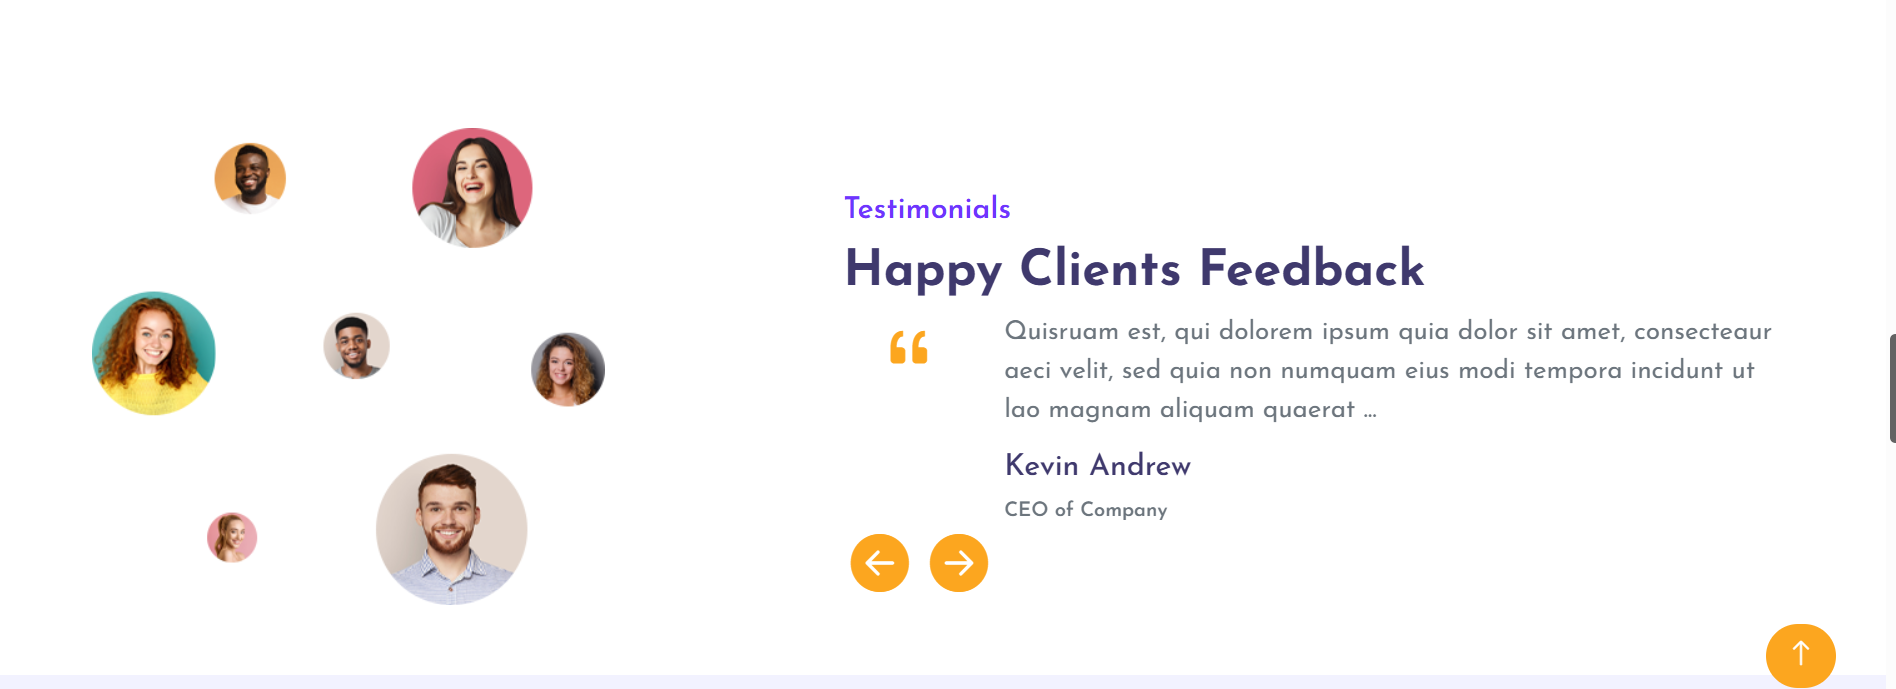 Testimonials
Happy Clients Feedback
“
Quisruam est, qui dolorem ipsum quia dolor sit amet, consecteaur
aeci velit, sed quia non numquam eius modi tempora incidunt ut
lao magnam aliquam quaerat ...
Kevin Andrew
CEO of Company